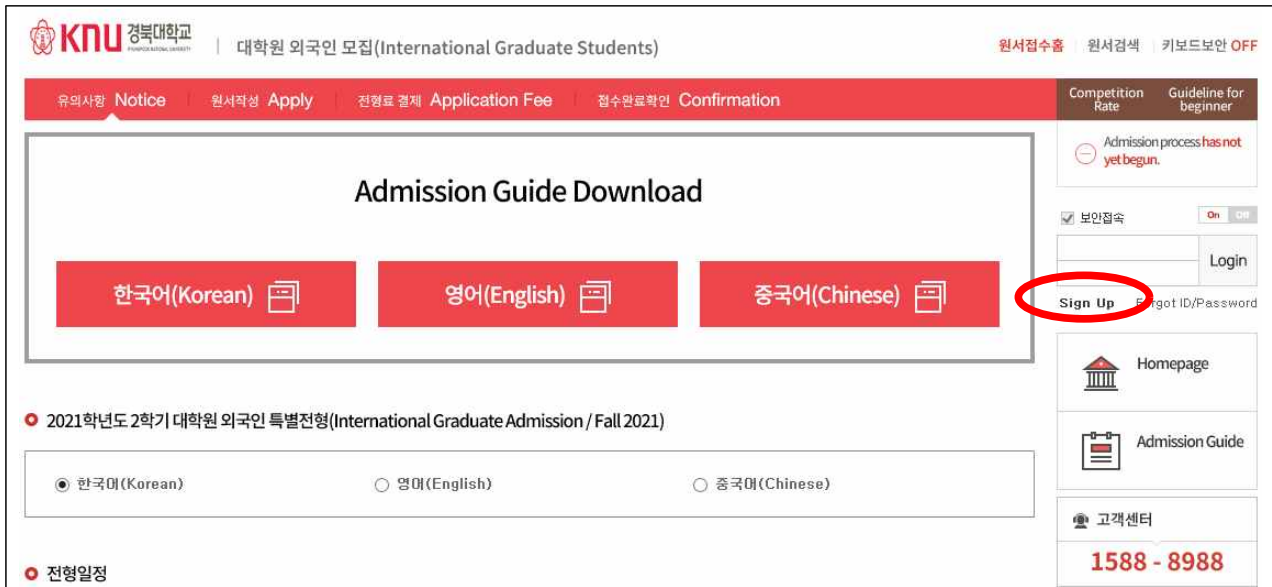 KNU 경북대학교
대학원 외국인 모집(International Graduate Students)
원서접수홈 원서검색 키보드보안 OFF
유의사항 Notice 원서작성 Apply 전형료 결제 Application Fee 접수완료확인 Confirmation
Competition Rate
Guideline for beginner
Admission process has not
yet begun.
Admission Guide Download
보안접속 On Off
Login
한국어(Korean) 영어(English) 중국어(Chinese)
Sign Up Forgot ID/Password
Homepage
2021학년도 2학기 대학원 외국인 특별전형(International Graduate Admission / Fall 2021)
Admission Guide
한국어(Korean) 영어(English) 중국어(Chinese)
고객센터
1588 - 8988
전형일정